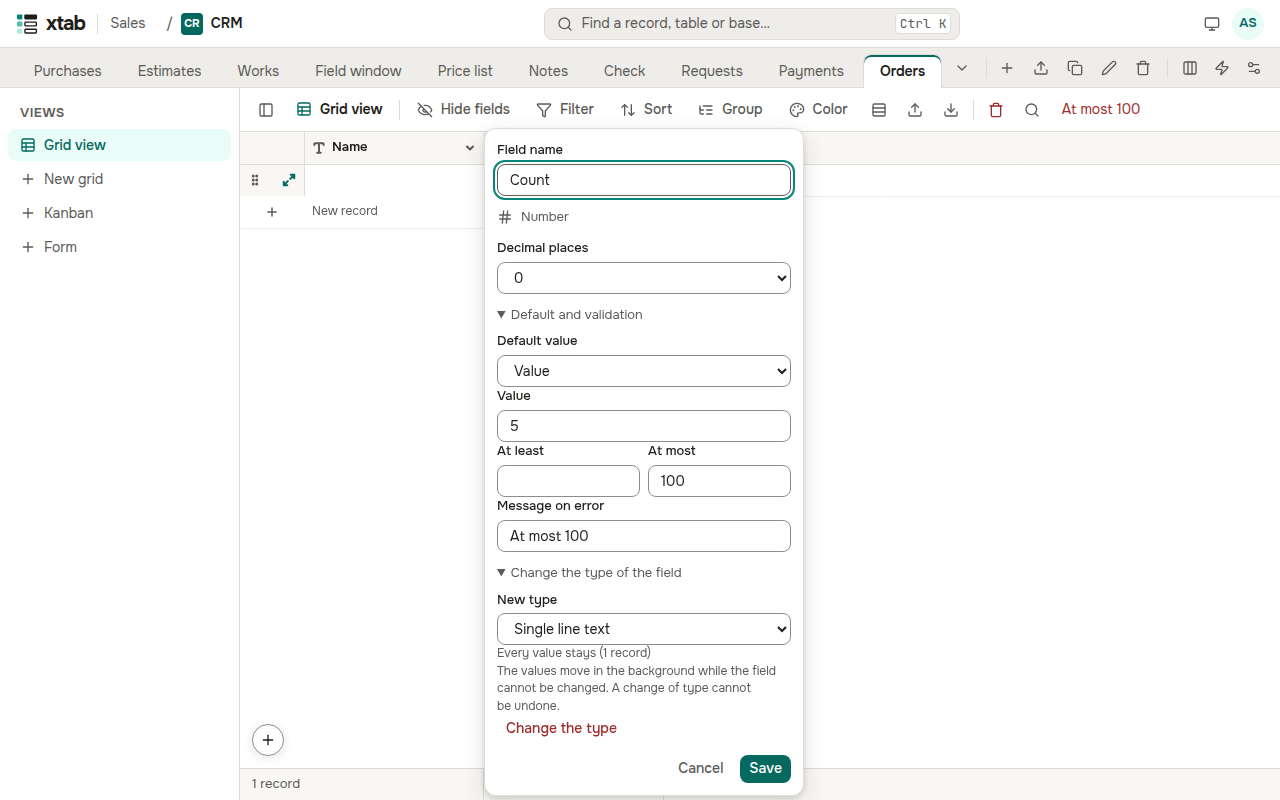 xtab
Sales / CR CRM
Find a record, table or base... Ctrl K
AS
Purchases Estimates Works Field window Price list Notes Check Requests Payments Orders
VIEWS
Grid view
New grid
Kanban
Form
Grid view Hide fields Filter Sort Group Color At most 100
Name
New record
Field name
Count
Number
Decimal places
0
Default and validation
Default value
Value
Value
5
At least At most
100
Message on error
At most 100
Change the type of the field
New type
Single line text
Every value stays (1 record)
The values move in the background while the field
cannot be changed. A change of type cannot
be undone.
Change the type
Cancel Save
1 record